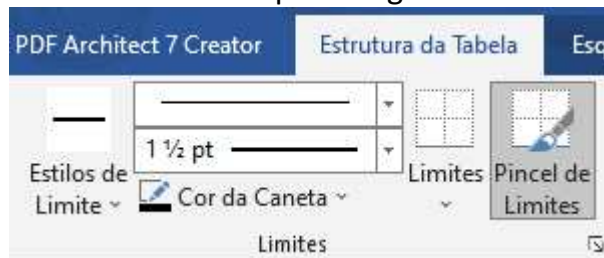 PDF Architect 7 Creator Estrutura da Tabela
1 ½ pt
Estilos de Limite
Cor da Caneta
Limites
Pincel de Limites
Limites